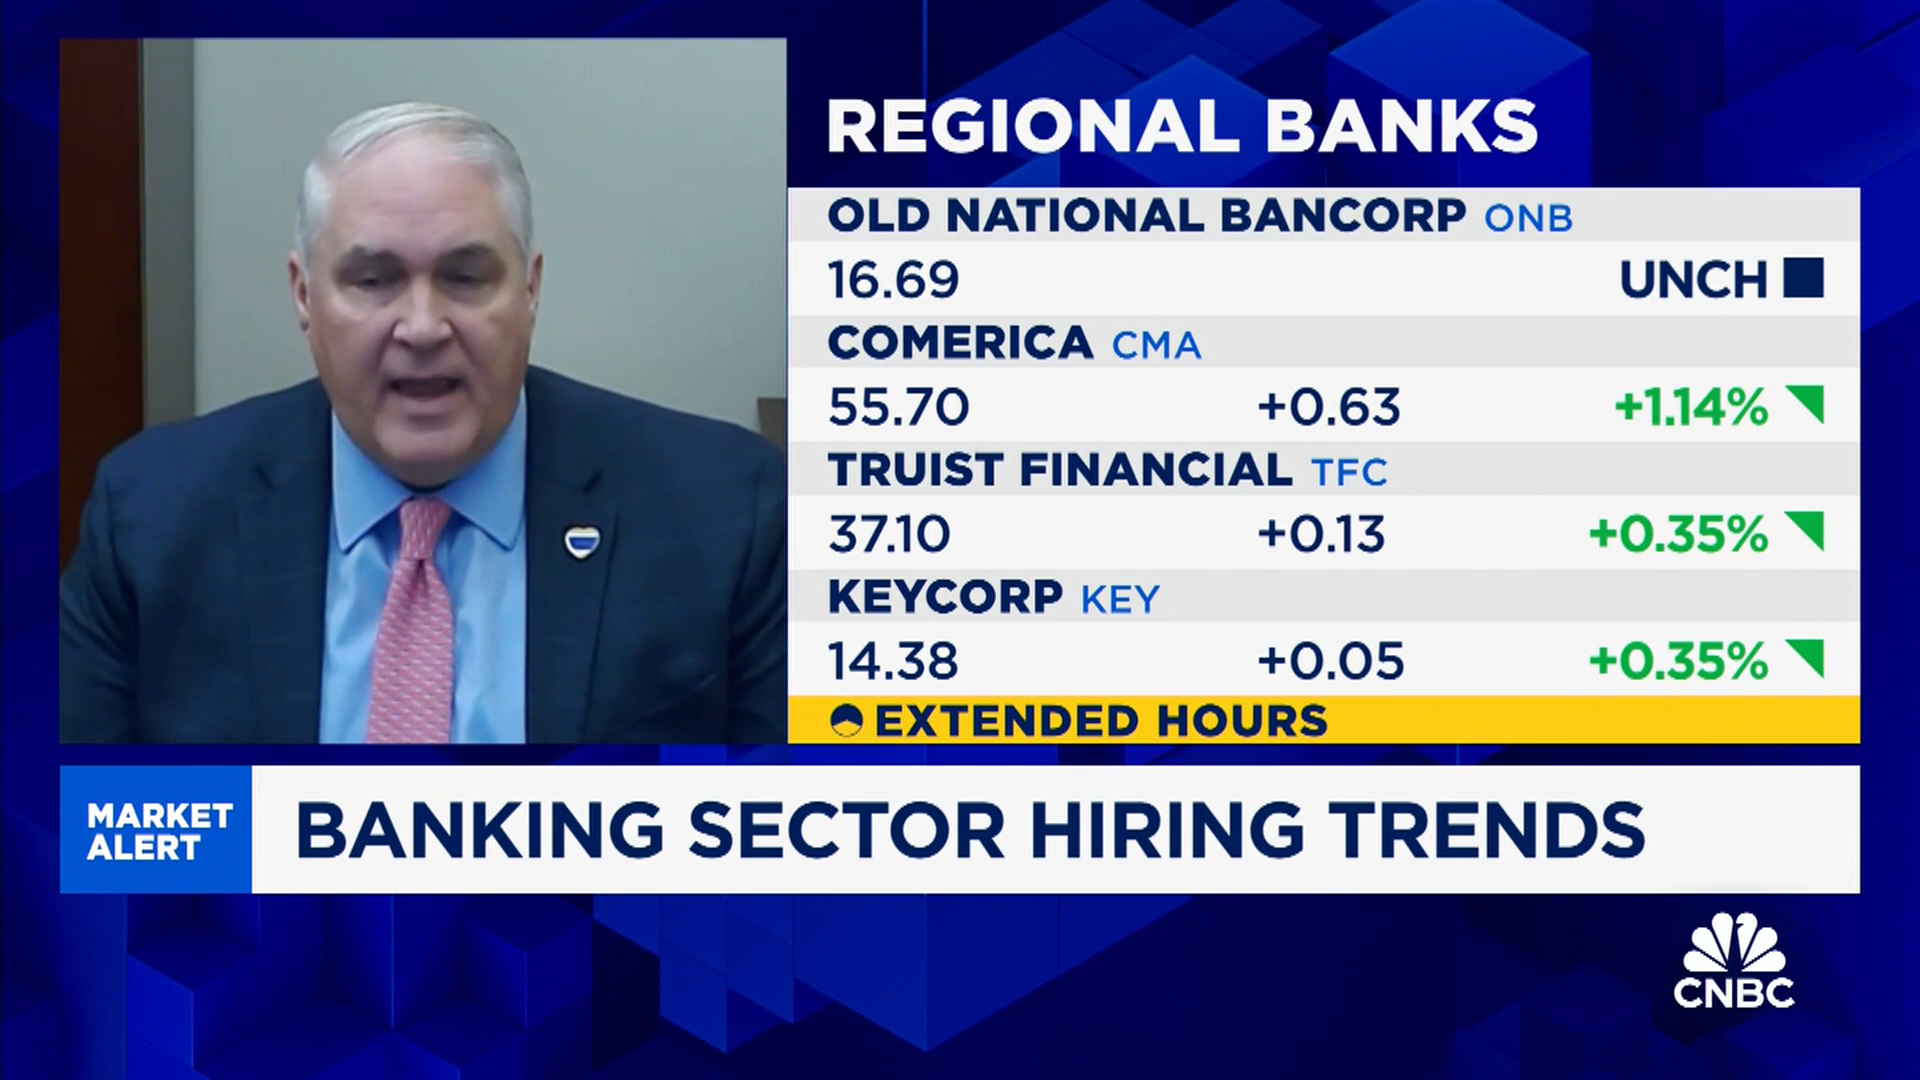 REGIONAL BANKS
OLD NATIONAL BANCORP ONB
16.69 UNCH
COMERICA CMA
55.70 +0.63 +1.14%
TRUIST FINANCIAL TFC
37.10 +0.13 +0.35%
KEYCORP KEY
14.38 +0.05 +0.35%
EXTENDED HOURS
MARKET
ALERT
BANKING SECTOR HIRING TRENDS
CNBC